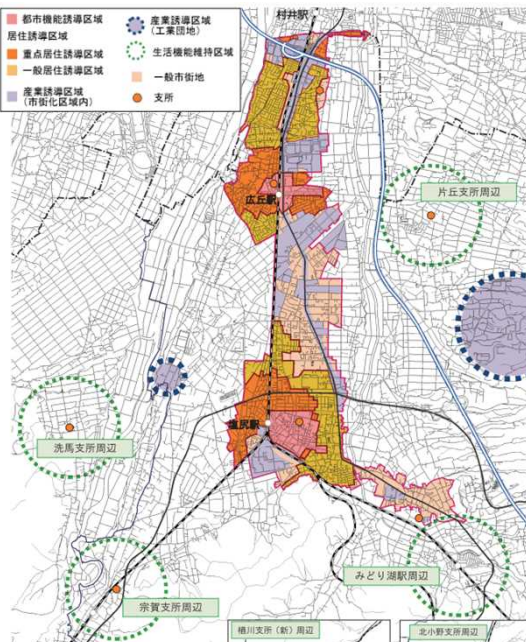 都市機能誘導区域
居住誘導区域
重点居住誘導区域
一般居住誘導区域
産業誘導区域
(市街化区域内)
産業誘導区域
(工業団地)
生活機能維持区域
一般市街地
支所
村井駅
広丘駅
片丘支所周辺
塩尻駅
洗馬支所周辺
みどり湖駅周辺
宗賀支所周辺
楢川支所（新）周辺
北小野支所周辺